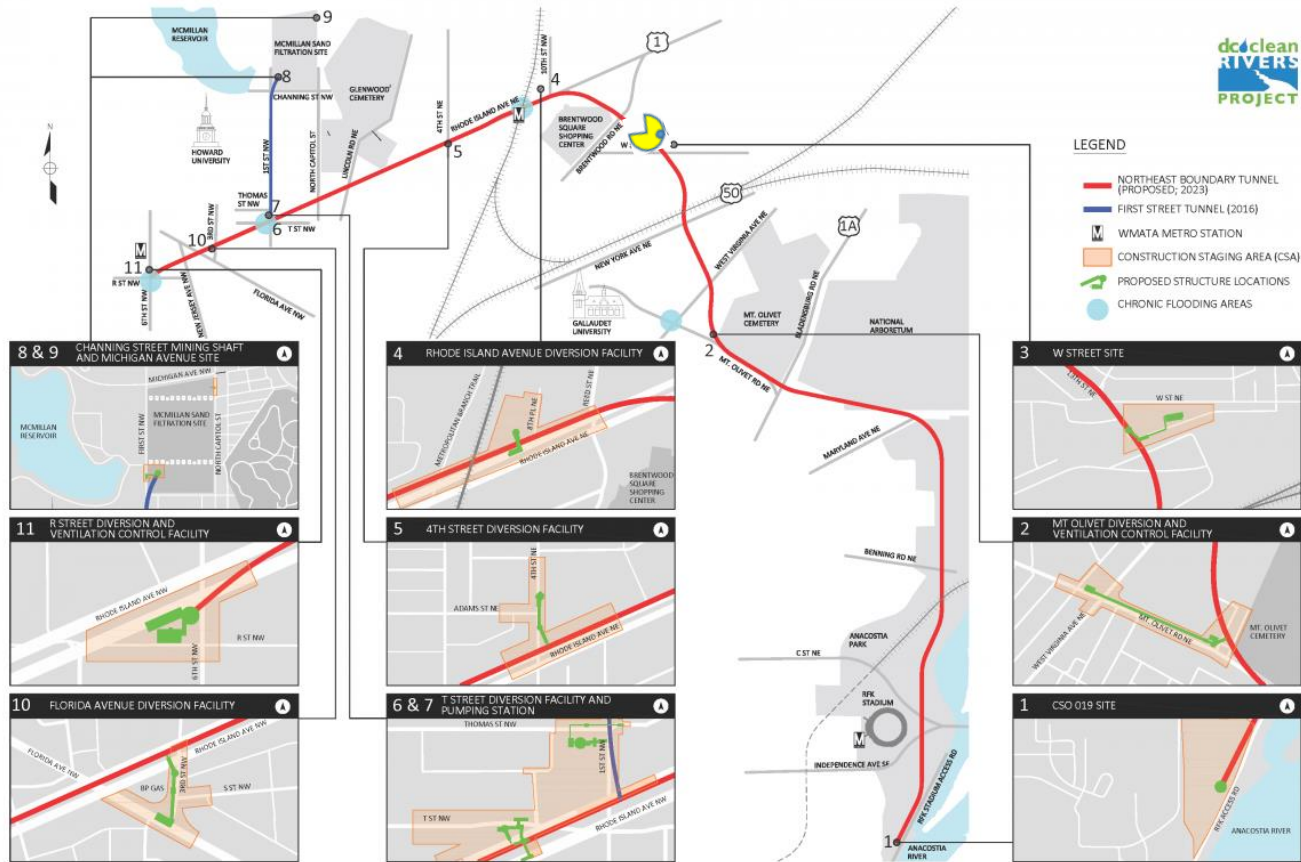 9
MCMILLAN
RESERVOIR
MCMILLAN SAND
FILTRATION SITE
8
CHANNING ST NW
GLENWOOD
CEMETERY
HOWARD
UNIVERSITY
1ST ST NW
NORTH CAPITOL ST
LINCOLN RD NE
THOMAS
ST NW
7
6
T ST NW
3RD ST NW
10
11
M
R ST NW
6TH ST NW
NEW JERSEY AVE NW
FLORIDA AVE NW
N
4TH ST NE
5
RHODE ISLAND AVE NE
M
10TH ST NW
4
1
BRENTWOOD
SQUARE
SHOPPING
CENTER
BRENTWOOD RD NE
W
50
NEW YORK AVE NE
WEST VIRGINIA AVE NE
1A
BLADENSBURG RD NE
GALLAUDET
UNIVERSITY
MT. OLIVET
CEMETERY
2
MT. OLIVET RD NE
NATIONAL
ARBORETUM
MARYLAND AVE NE
BENNING RD NE
ANACOSTIA
PARK
C ST NE
RFK
STADIUM
M
INDEPENDENCE AVE SE
RFK STADIUM ACCESS RD
1
ANACOSTIA
RIVER
dc clean
RIVERS
PROJECT
LEGEND
NORTHEAST BOUNDARY TUNNEL
(PROPOSED; 2023)
FIRST STREET TUNNEL (2016)
M WMATA METRO STATION
CONSTRUCTION STAGING AREA (CSA)
PROPOSED STRUCTURE LOCATIONS
CHRONIC FLOODING AREAS
8 & 9 CHANNING STREET MINING SHAFT
AND MICHIGAN AVENUE SITE
MICHIGAN AVE NW
MCMILLAN
RESERVOIR
FIRST ST NW
MCMILLAN SAND
FILTRATION SITE
NORTH CAPITOL ST
11 R STREET DIVERSION AND
VENTILATION CONTROL FACILITY
RHODE ISLAND AVE NW
R ST NW
6TH ST NW
10 FLORIDA AVENUE DIVERSION FACILITY
FLORIDA AVE NW
RHODE ISLAND AVE NW
3RD ST NW
BP GAS
S ST NW
4 RHODE ISLAND AVENUE DIVERSION FACILITY
METROPOLITAN BRANCH TRAIL
8TH PL NE
REED ST NE
RHODE ISLAND AVE NE
BRENTWOOD
SQUARE
SHOPPING
CENTER
5 4TH STREET DIVERSION FACILITY
4TH ST NE
ADAMS ST NE
RHODE ISLAND AVE NE
6 & 7 T STREET DIVERSION FACILITY AND
PUMPING STATION
THOMAS ST NW
1ST ST NW
T ST NW
RHODE ISLAND AVE NW
3 W STREET SITE
13TH ST NE
W ST NE
2 MT OLIVET DIVERSION AND
VENTILATION CONTROL FACILITY
WEST VIRGINIA AVE NE
MT. OLIVET RD NE
MT. OLIVET
CEMETERY
1 CSO 019 SITE
RFK ACCESS RD
ANACOSTIA RIVER